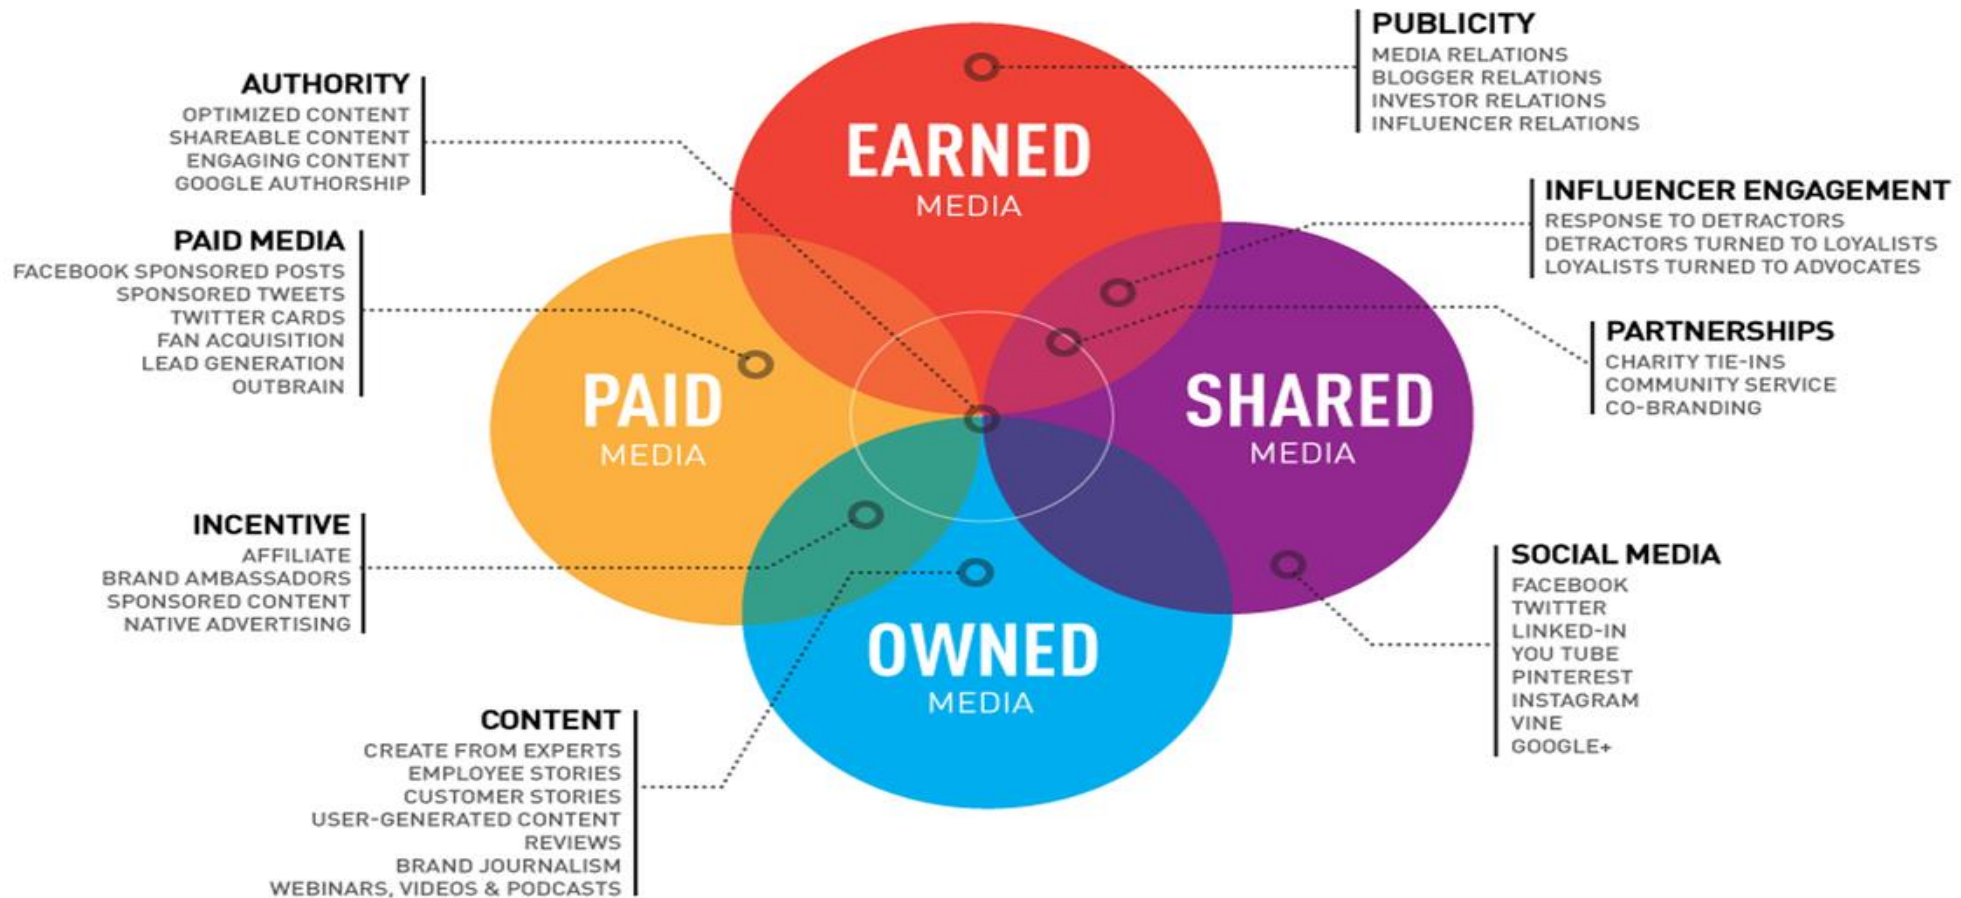 AUTHORITY
OPTIMIZED CONTENT
SHAREABLE CONTENT
ENGAGING CONTENT
GOOGLE AUTHORSHIP
PAID MEDIA
FACEBOOK SPONSORED POSTS
SPONSORED TWEETS
TWITTER CARDS
FAN ACQUISITION
LEAD GENERATION
OUTBRAIN
INCENTIVE
AFFILIATE
BRAND AMBASSADORS
SPONSORED CONTENT
NATIVE ADVERTISING
CONTENT
CREATE FROM EXPERTS
EMPLOYEE STORIES
CUSTOMER STORIES
USER-GENERATED CONTENT
REVIEWS
BRAND JOURNALISM
WEBINARS, VIDEOS & PODCASTS
EARNED
MEDIA
PAID
MEDIA
SHARED
MEDIA
OWNED
MEDIA
PUBLICITY
MEDIA RELATIONS
BLOGGER RELATIONS
INVESTOR RELATIONS
INFLUENCER RELATIONS
INFLUENCER ENGAGEMENT
RESPONSE TO DETRACTORS
DETRACTORS TURNED TO LOYALISTS
LOYALISTS TURNED TO ADVOCATES
PARTNERSHIPS
CHARITY TIE-INS
COMMUNITY SERVICE
CO-BRANDING
SOCIAL MEDIA
FACEBOOK
TWITTER
LINKED-IN
YOU TUBE
PINTEREST
INSTAGRAM
VINE
GOOGLE+